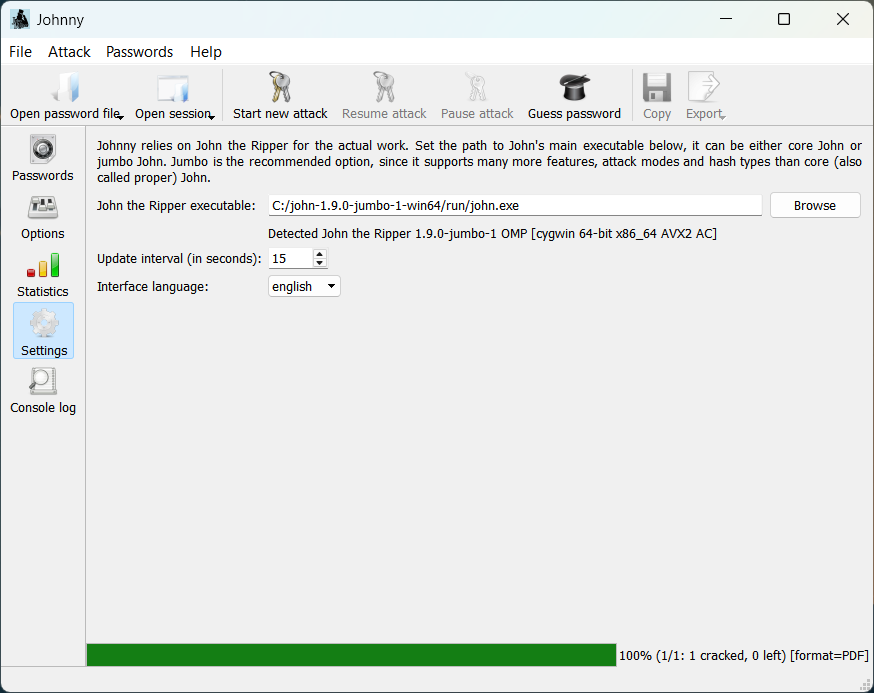 Johnny
File Attack Passwords Help
Open password file Open session Start new attack Resume attack Pause attack Guess password Copy Export
Passwords
Options
Statistics
Settings
Console log
Johnny relies on John the Ripper for the actual work. Set the path to John's main executable below, it can be either core John or
jumbo John. Jumbo is the recommended option, since it supports many more features, attack modes and hash types than core (also
called proper) John.
John the Ripper executable: C:/john-1.9.0-jumbo-1-win64/run/john.exe Browse
Detected John the Ripper 1.9.0-jumbo-1 OMP [cygwin 64-bit x86_64 AVX2 AC]
Update interval (in seconds): 15
Interface language: english
100% (1/1: 1 cracked, 0 left) [format=PDF]